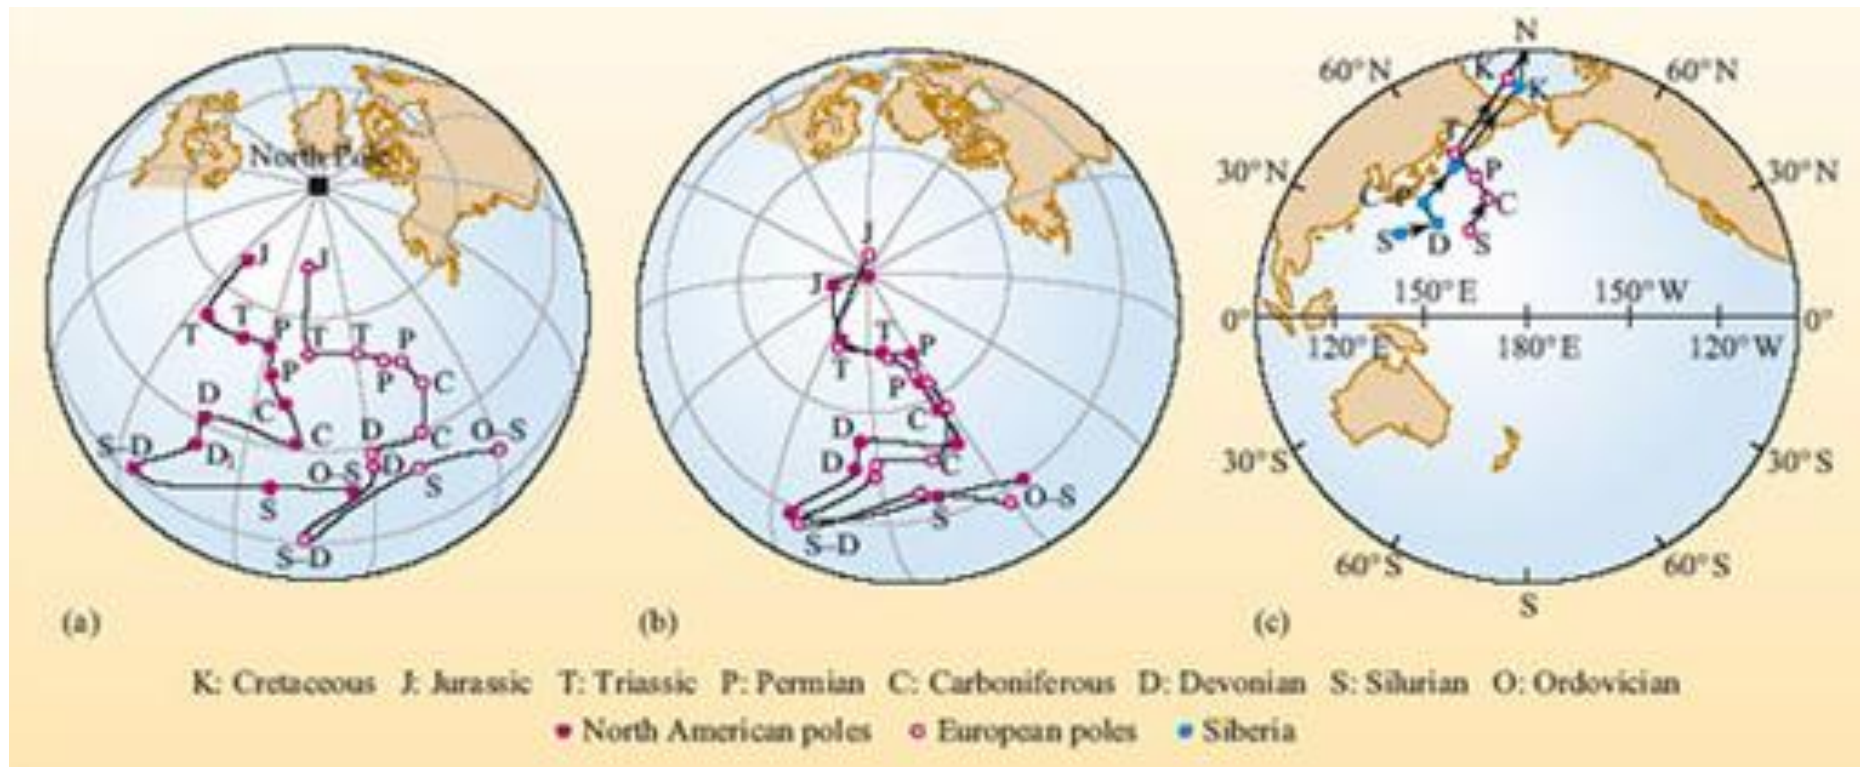 North Pole
J
J
T
T
P
T
T
P
P
P
C
D
C
C
S–D
D
D
C
O–S
O–S
D
S
S
S–D
(a)
J
J
T
P
T
P
C
D
D
C
O–S
S
S–D
(b)
N
60°N
K
60°N
K
T
30°N
P
30°N
C
C
S
D
S
150°E
150°W
0°
0°
120°E
180°E
120°W
30°S
30°S
60°S
60°S
S
(c)
K: Cretaceous J: Jurassic T: Triassic P: Permian C: Carboniferous D: Devonian S: Silurian O: Ordovician
North American poles European poles Siberia